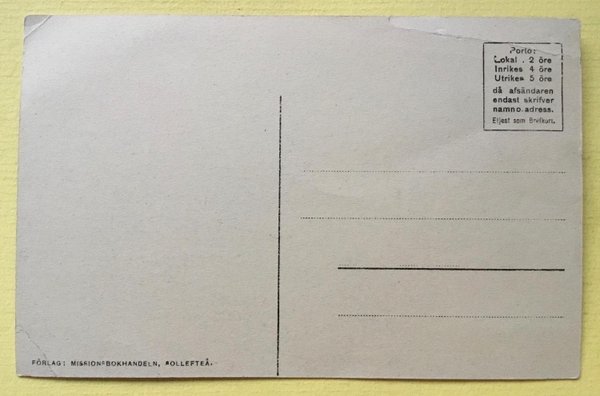 Porto:
Lokal . 2 öre
Inrikes 4 öre
Utrikes 5 öre
då afsändaren
endast skrifver
namn o. adress.
Eljest som Brefkort.
FÖRLAG: MISSIONSBOKHANDELN, SOLLEFTEÅ.